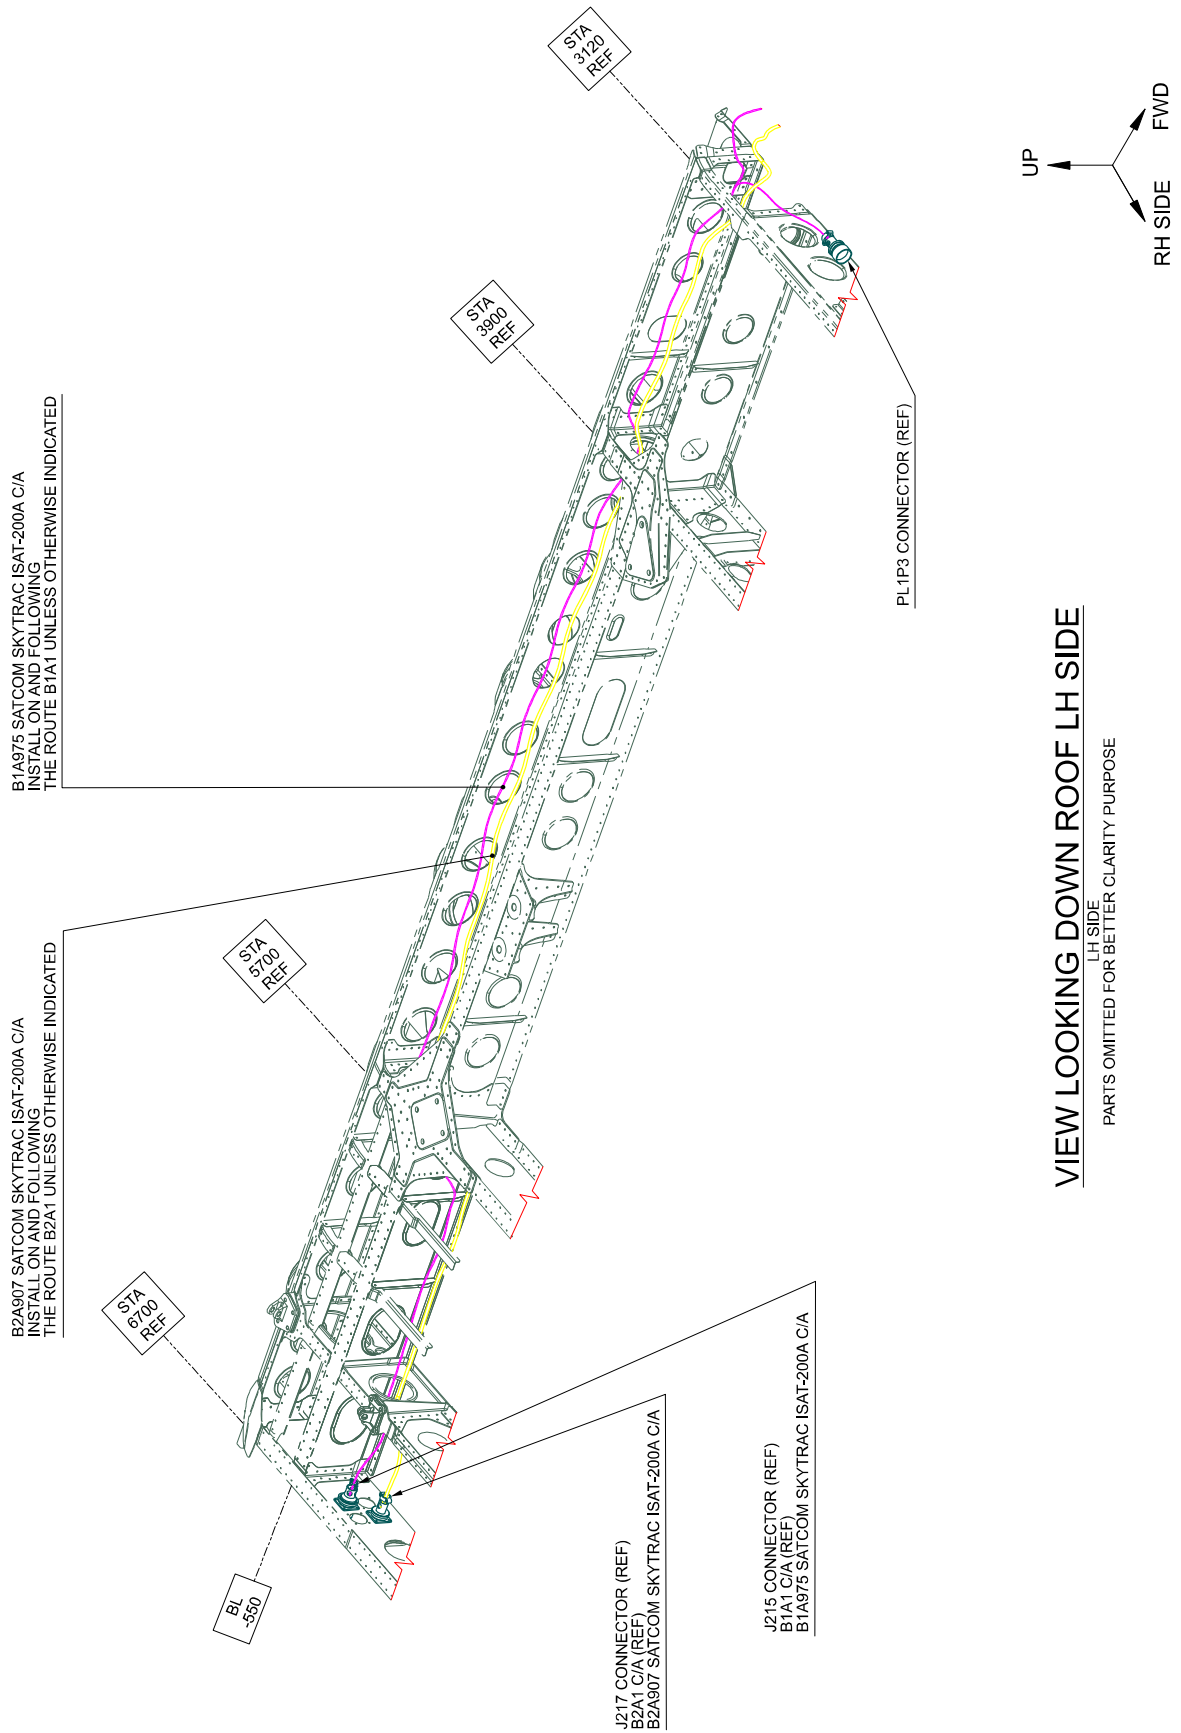 STA
3120
REF
STA
3900
REF
STA
5700
REF
STA
6700
REF
BL
-550
B1A975 SATCOM SKYTRAC ISAT-200A C/A
INSTALL ON AND FOLLOWING
THE ROUTE B1A1 UNLESS OTHERWISE INDICATED
B2A907 SATCOM SKYTRAC ISAT-200A C/A
INSTALL ON AND FOLLOWING
THE ROUTE B2A1 UNLESS OTHERWISE INDICATED
UP
FWD
RH SIDE
PL1P3 CONNECTOR (REF)
J217 CONNECTOR (REF)
B2A1 C/A (REF)
B2A907 SATCOM SKYTRAC ISAT-200A C/A
J215 CONNECTOR (REF)
B1A1 C/A (REF)
B1A975 SATCOM SKYTRAC ISAT-200A C/A
VIEW LOOKING DOWN ROOF LH SIDE
LH SIDE
PARTS OMITTED FOR BETTER CLARITY PURPOSE